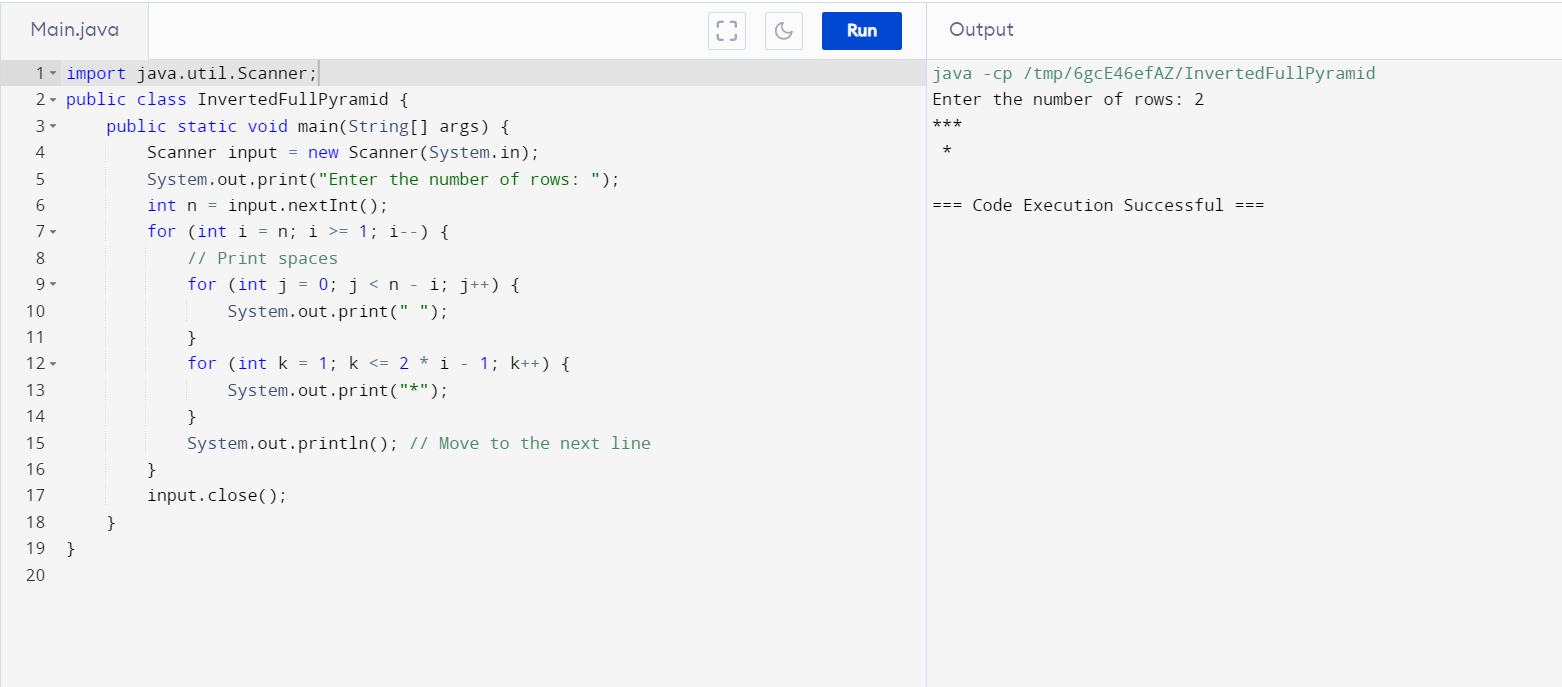 Main.java
Run
Output
1 import java.util.Scanner;
2 public class InvertedFullPyramid {
3     public static void main(String[] args) {
4         Scanner input = new Scanner(System.in);
5         System.out.print("Enter the number of rows: ");
6         int n = input.nextInt();
7         for (int i = n; i >= 1; i--) {
8             // Print spaces
9             for (int j = 0; j < n - i; j++) {
10                 System.out.print(" ");
11             }
12             for (int k = 1; k <= 2 * i - 1; k++) {
13                 System.out.print("*");
14             }
15             System.out.println(); // Move to the next line
16         }
17         input.close();
18     }
19 }
20
java -cp /tmp/6gcE46efAZ/InvertedFullPyramid
Enter the number of rows: 2
***
 *
=== Code Execution Successful ===